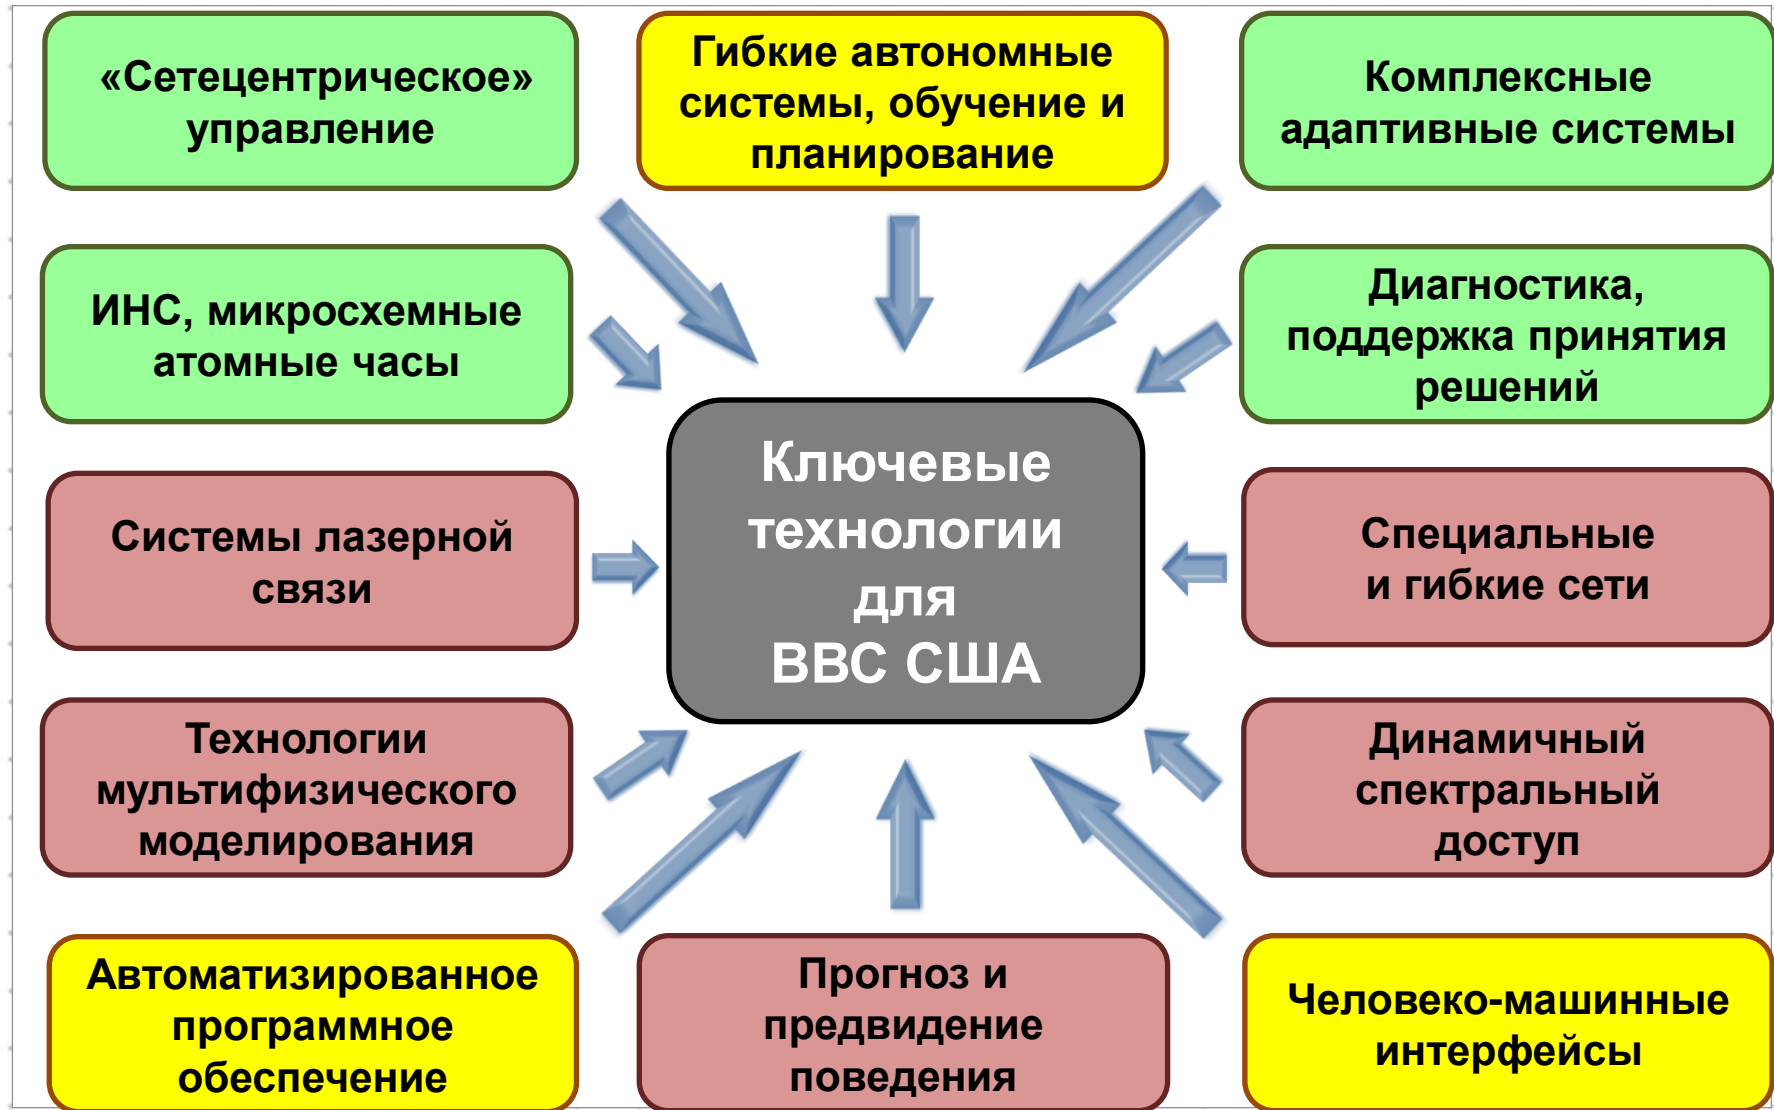 «Сетецентрическое»
управление
Гибкие автономные
системы, обучение и
планирование
Комплексные
адаптивные системы
ИНС, микросхемные
атомные часы
Диагностика,
поддержка принятия
решений
Ключевые
технологии
для
ВВС США
Системы лазерной
связи
Специальные
и гибкие сети
Технологии
мультифизического
моделирования
Динамичный
спектральный
доступ
Автоматизированное
программное
обеспечение
Прогноз и
предвидение
поведения
Человеко-машинные
интерфейсы